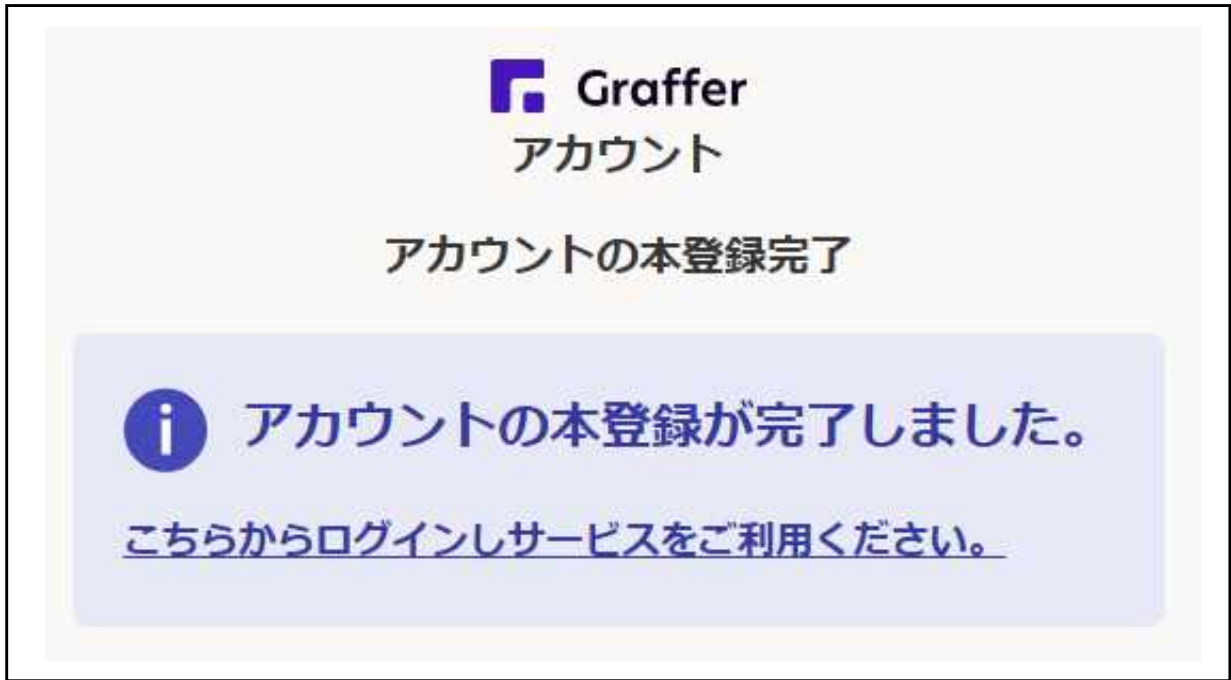 Graffer
アカウント
アカウントの本登録完了
アカウントの本登録が完了しました。
こちらからログインしサービスをご利用ください。